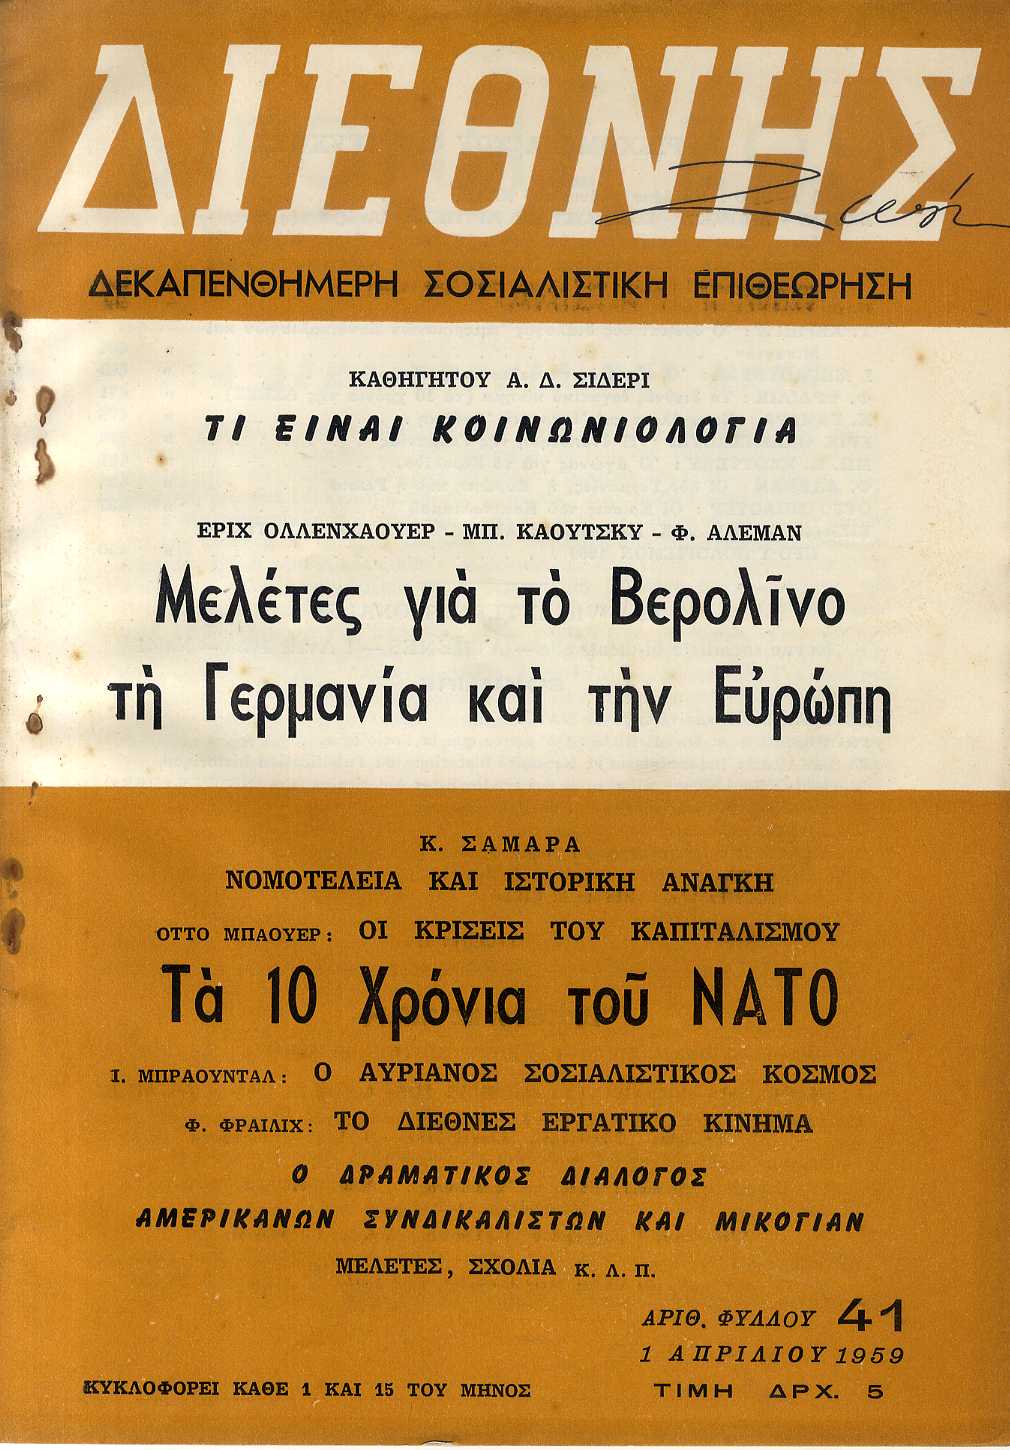 ΔΙΕΘΝΗΣ
Ζωή
ΔΕΚΑΠΕΝΘΗΜΕΡΗ ΣΟΣΙΑΛΙΣΤΙΚΗ ΕΠΙΘΕΩΡΗΣΗ
ΚΑΘΗΓΗΤΟΥ Α. Δ. ΣΙΔΕΡΙ
ΤΙ ΕΙΝΑΙ ΚΟΙΝΩΝΙΟΛΟΓΙΑ
ΕΡΙΧ ΟΛΛΕΝΧΑΟΥΕΡ - ΜΠ. ΚΑΟΥΤΣΚΥ - Φ. ΑΛΕΜΑΝ
Μελέτες γιὰ τὸ Βερολῖνο
τὴ Γερμανία καὶ τὴν Εὐρώπη
Κ. ΣΑΜΑΡΑ
ΝΟΜΟΤΕΛΕΙΑ ΚΑΙ ΙΣΤΟΡΙΚΗ ΑΝΑΓΚΗ
ΟΤΤΟ ΜΠΑΟΥΕΡ: ΟΙ ΚΡΙΣΕΙΣ ΤΟΥ ΚΑΠΙΤΑΛΙΣΜΟΥ
Τὰ 10 Χρόνια τοῦ ΝΑΤΟ
Ι. ΜΠΡΑΟΥΝΤΑΛ: Ο ΑΥΡΙΑΝΟΣ ΣΟΣΙΑΛΙΣΤΙΚΟΣ ΚΟΣΜΟΣ
Φ. ΦΡΑΙΛΙΧ: ΤΟ ΔΙΕΘΝΕΣ ΕΡΓΑΤΙΚΟ ΚΙΝΗΜΑ
Ο ΔΡΑΜΑΤΙΚΟΣ ΔΙΑΛΟΓΟΣ
ΑΜΕΡΙΚΑΝΩΝ ΣΥΝΔΙΚΑΛΙΣΤΩΝ ΚΑΙ ΜΙΚΟΓΙΑΝ
ΜΕΛΕΤΕΣ, ΣΧΟΛΙΑ Κ. Λ. Π.
ΑΡΙΘ. ΦΥΛΛΟΥ 41
1 ΑΠΡΙΛΙΟΥ 1959
ΚΥΚΛΟΦΟΡΕΙ ΚΑΘΕ 1 ΚΑΙ 15 ΤΟΥ ΜΗΝΟΣ
ΤΙΜΗ ΔΡΧ. 5